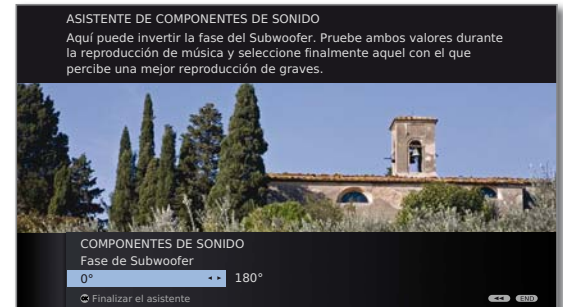 ASISTENTE DE COMPONENTES DE SONIDO
Aquí puede invertir la fase del Subwoofer. Pruebe ambos valores durante
la reproducción de música y seleccione finalmente aquel con el que
percibe una mejor reproducción de graves.
COMPONENTES DE SONIDO
Fase de Subwoofer
0° 180°
OK Finalizar el asistente
END